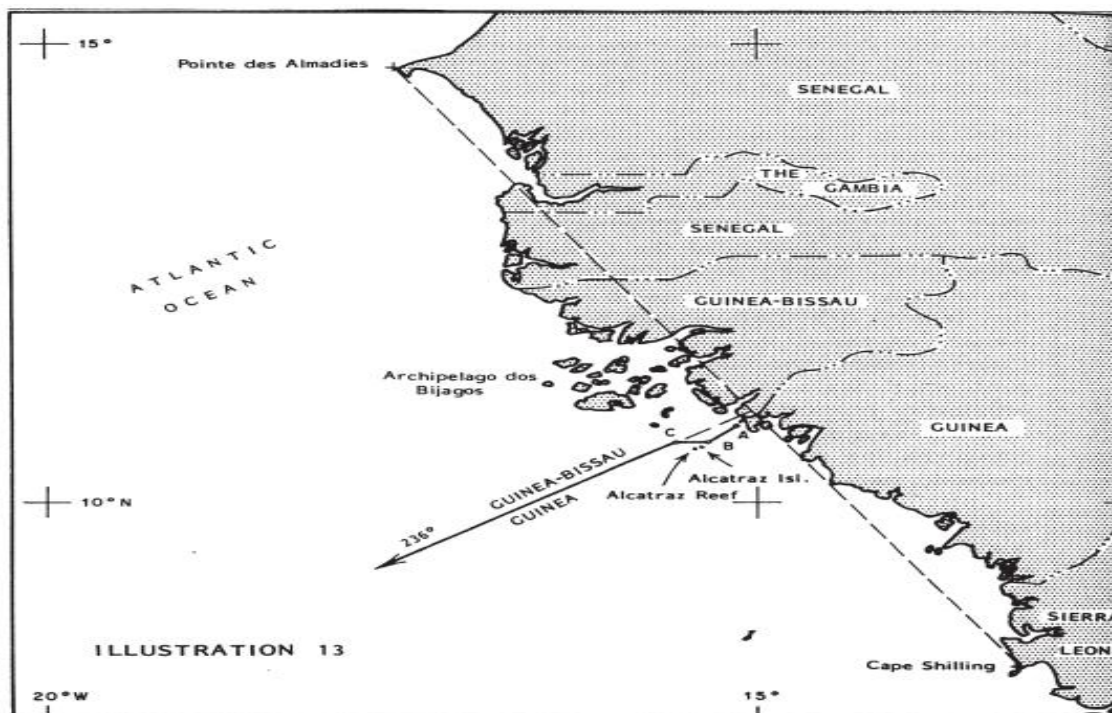 15°
Pointe des Almadies
SENEGAL
THE
GAMBIA
SENEGAL
ATLANTIC
OCEAN
GUINEA-BISSAU
Archipelago dos
Bijagos
GUINEA
C
A
B
GUINEA-BISSAU
GUINEA
Alcatraz Isl.
Alcatraz Reef
10°N
236°
ILLUSTRATION 13
SIERRA
LEON
Cape Shilling
20°W
15°